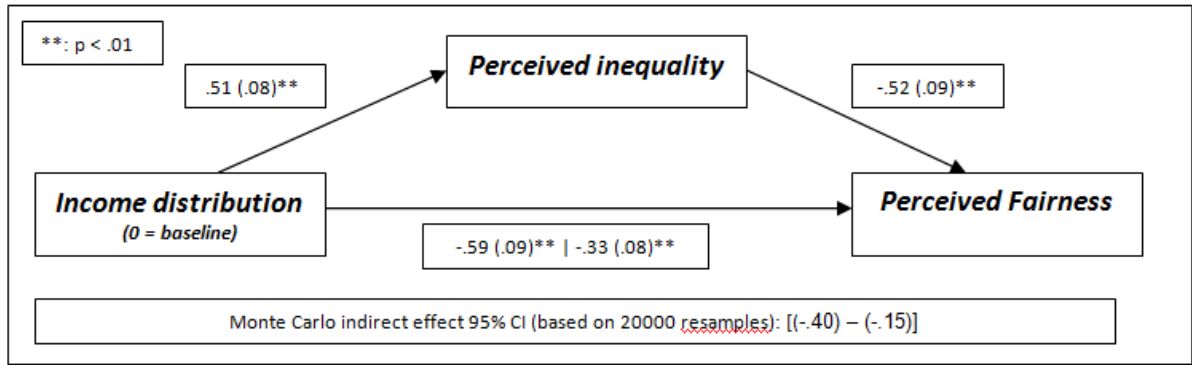 **: p < .01
Perceived inequality
.51 (.08)**
-.52 (.09)**
Income distribution
(0 = baseline)
Perceived Fairness
-.59 (.09)** | -.33 (.08)**
Monte Carlo indirect effect 95% CI (based on 20000 resamples): [(-.40) – (-.15)]